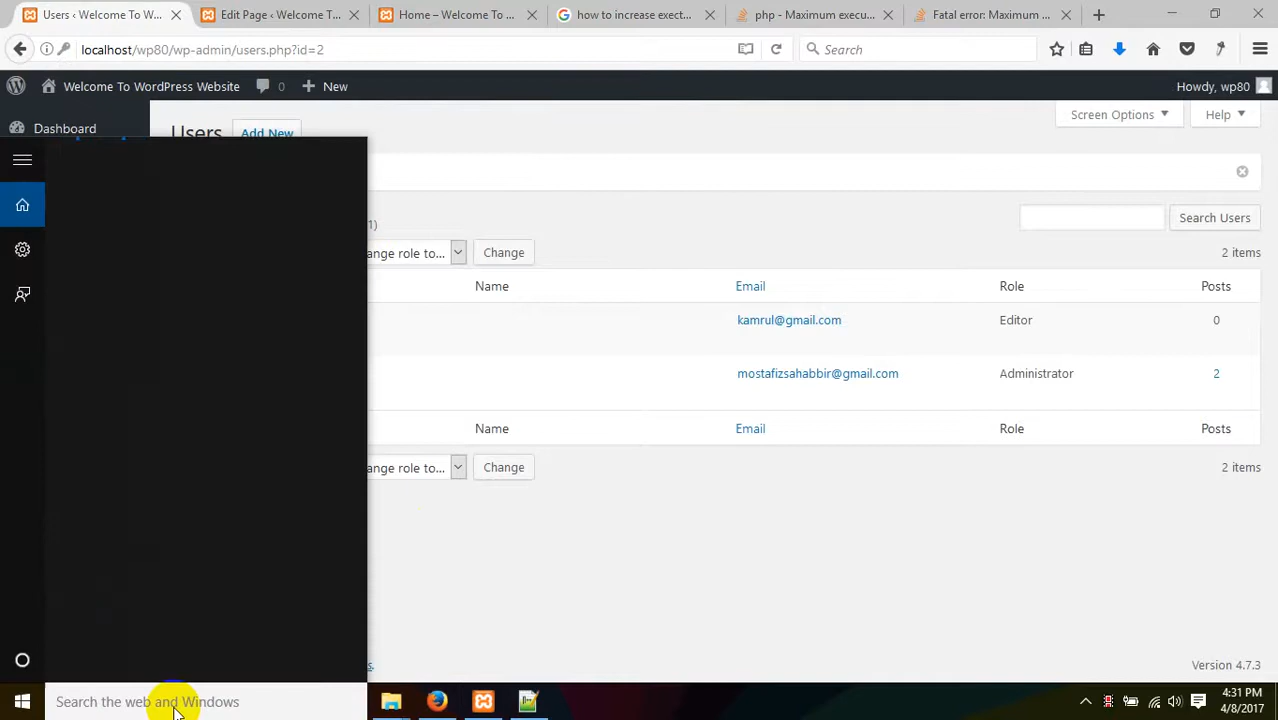 Users ‹ Welcome To W...
Edit Page ‹ Welcome T...
Home – Welcome To ...
how to increase exect...
php - Maximum execu...
Fatal error: Maximum ...
localhost/wp80/wp-admin/users.php?id=2
Search
Welcome To WordPress Website
0
New
Howdy, wp80
Dashboard
Users
Add New
Screen Options
Help
1)
ange role to...
Change
Search Users
2 items
Name
Email
Role
Posts
kamrul@gmail.com
Editor
0
mostafizsahabbir@gmail.com
Administrator
2
Name
Email
Role
Posts
ange role to...
Change
2 items
s.
Version 4.7.3
Search the web and Windows
4:31 PM
4/8/2017